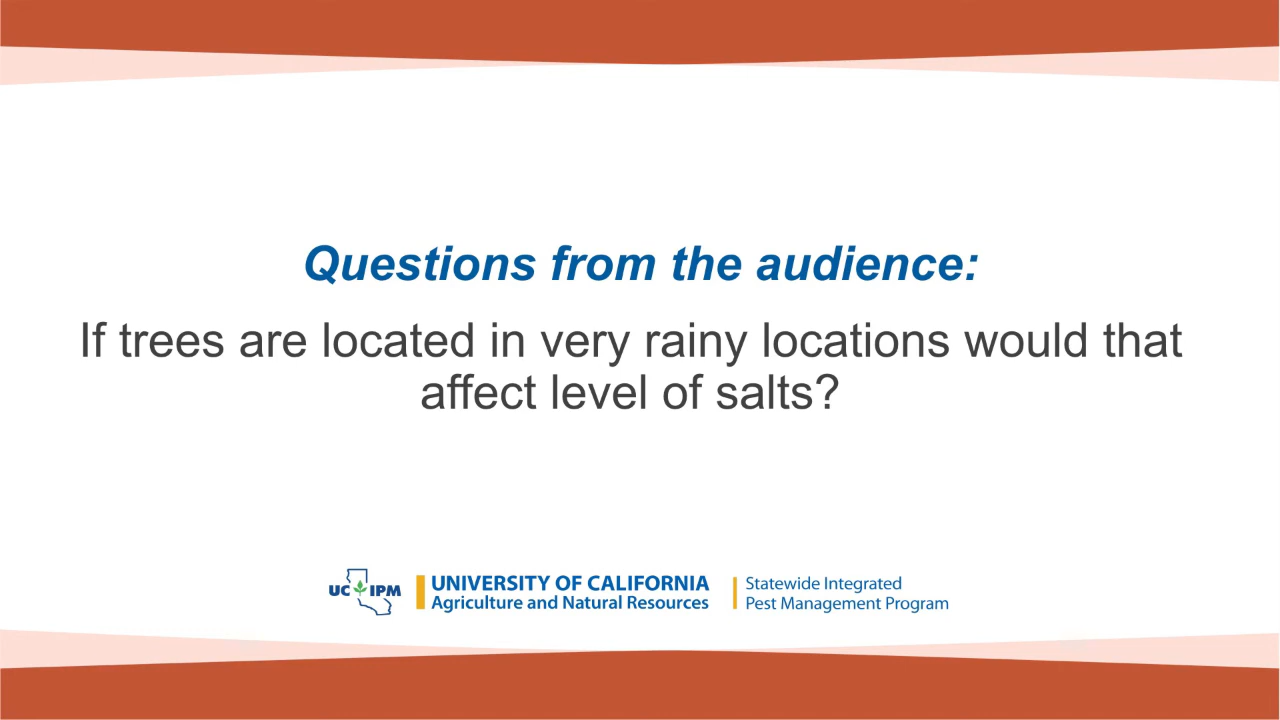 Questions from the audience:
If trees are located in very rainy locations would that
affect level of salts?
UC IPM
UNIVERSITY OF CALIFORNIA
Agriculture and Natural Resources
Statewide Integrated
Pest Management Program